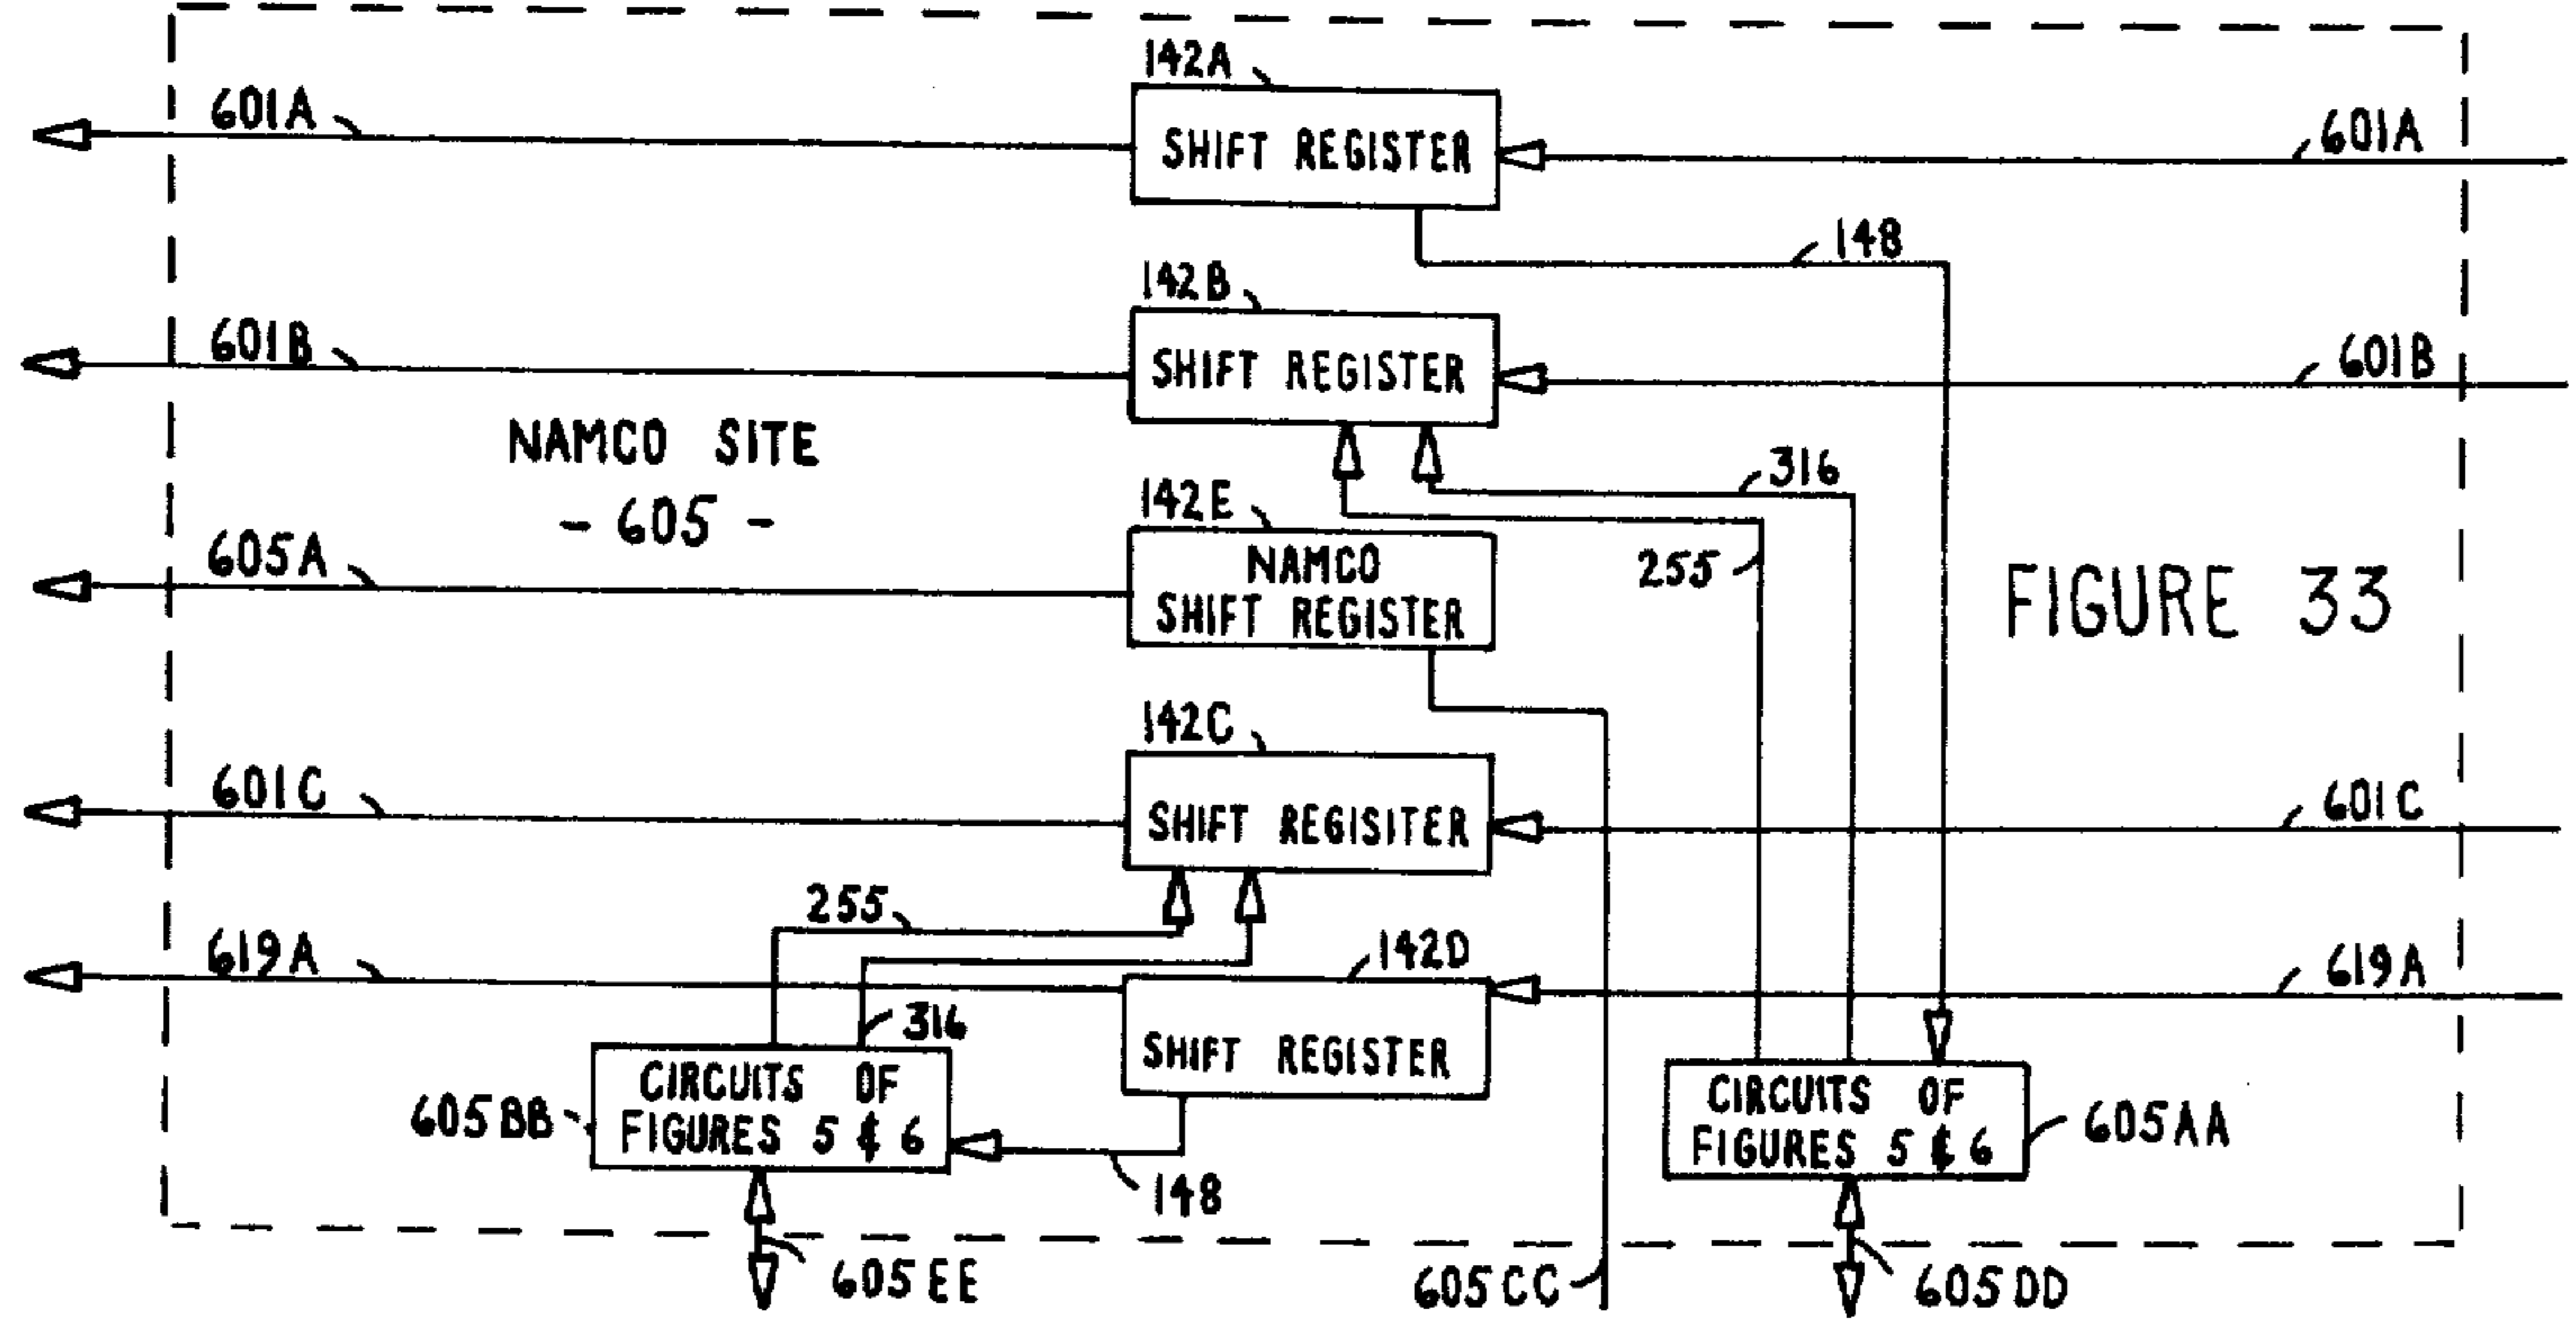 142A
601A
SHIFT REGISTER
601A
148
142B
601B
SHIFT REGISTER
601B
NAMCO SITE
- 605 -
316
142E
605A
NAMCO
SHIFT REGISTER
255
FIGURE 33
142C
601C
SHIFT REGISITER
601C
255
619A
142D
619A
316
SHIFT REGISTER
605BB
CIRCUITS OF
FIGURES 5 & 6
148
CIRCUITS OF
FIGURES 5 & 6
605AA
605EE
605CC
605DD